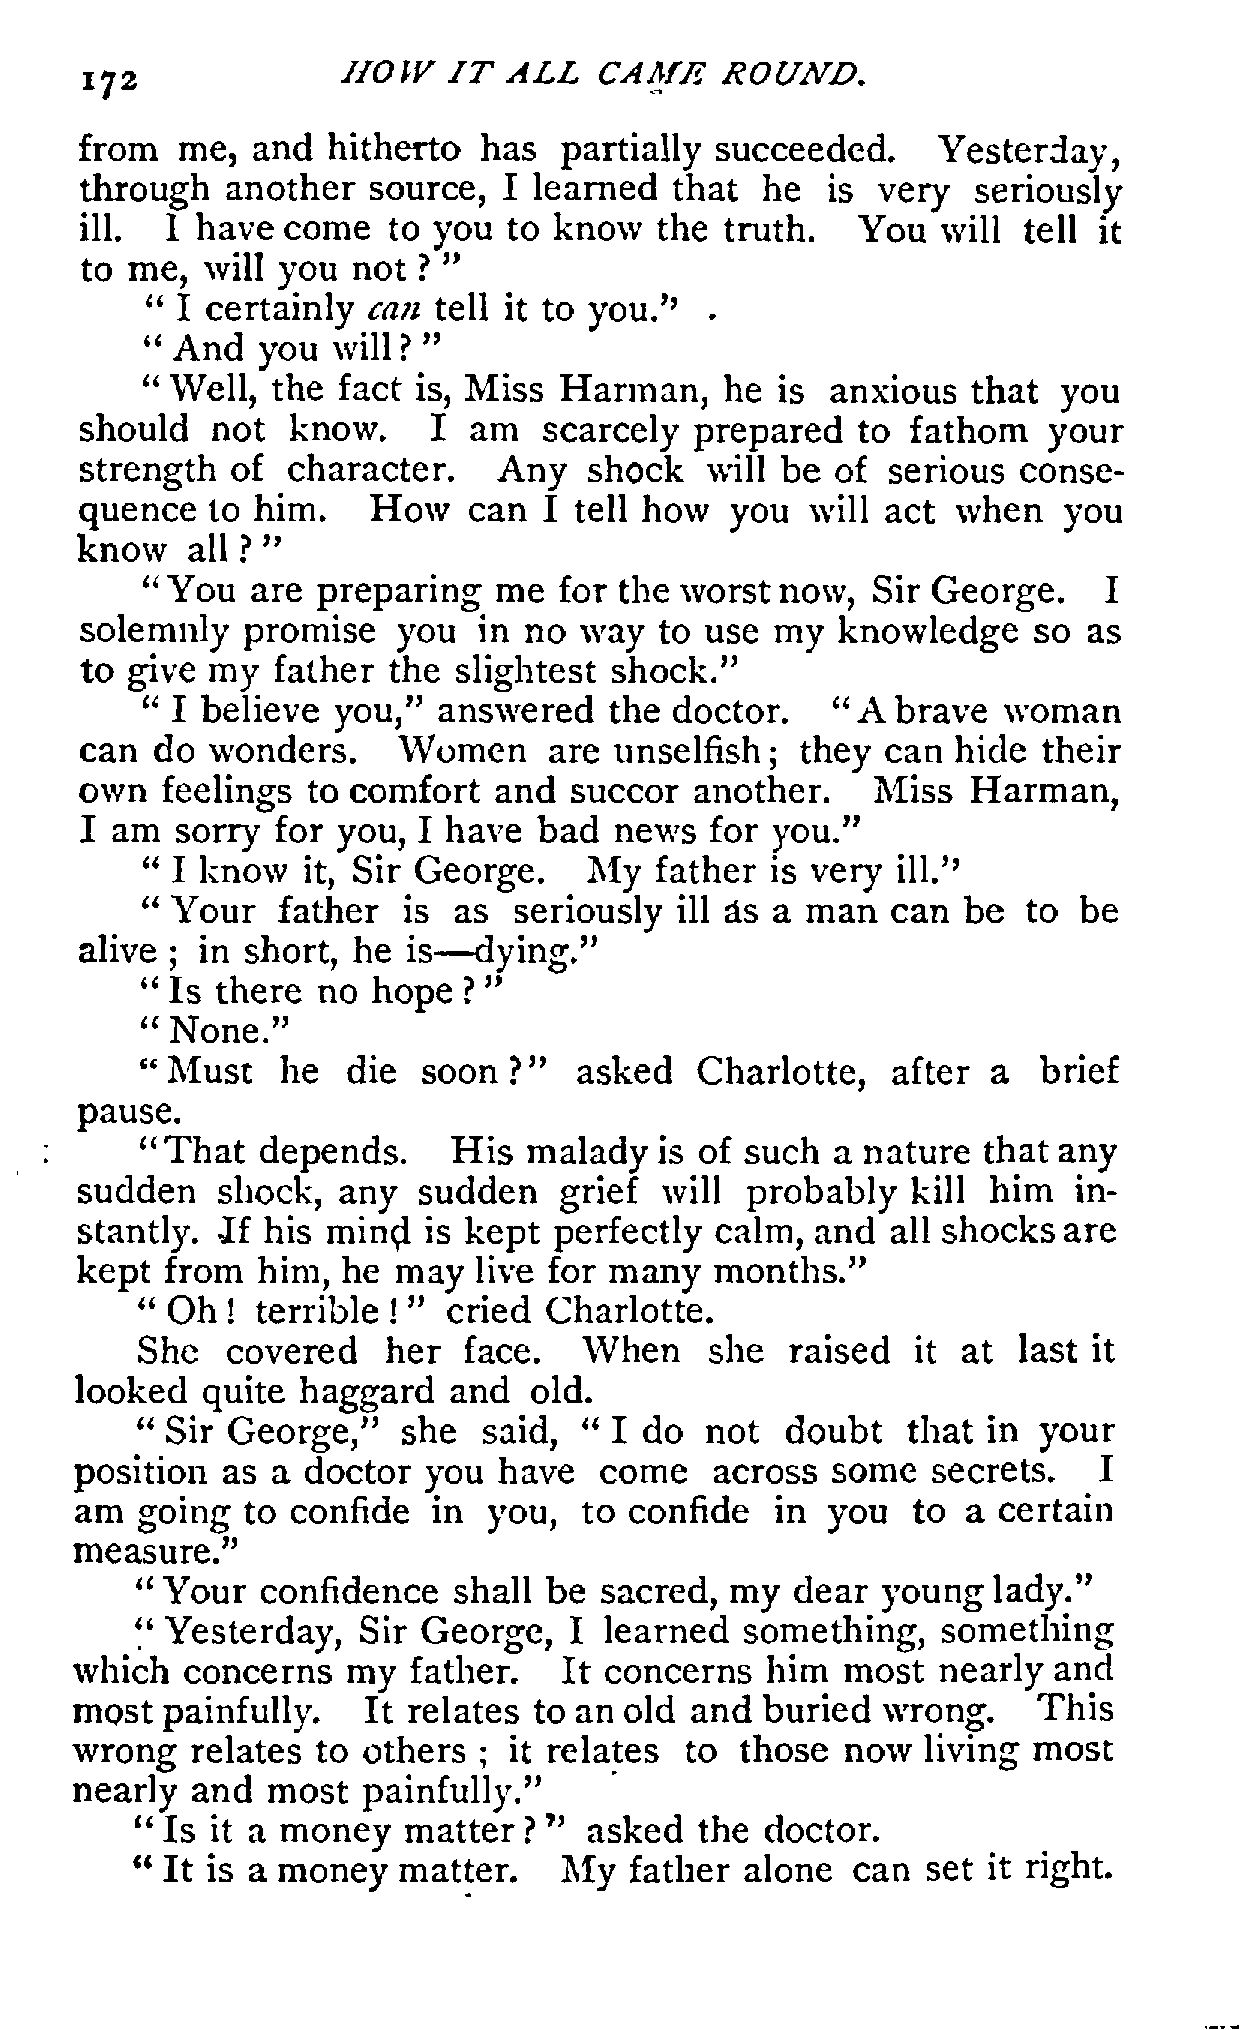 172 HOW IT ALL CAME ROUND.
from me, and hitherto has partially succeeded. Yesterday,
through another source, I learned that he is very seriously
ill. I have come to you to know the truth. You will tell it
to me, will you not?"
"I certainly can tell it to you."
"And you will?"
"Well, the fact is, Miss Harman, he is anxious that you
should not know. I am scarcely prepared to fathom your
strength of character. Any shock will be of serious conse-
quence to him. How can I tell how you will act when you
know all?"
"You are preparing me for the worst now, Sir George. I
solemnly promise you in no way to use my knowledge so as
to give my father the slightest shock."
"I believe you," answered the doctor. "A brave woman
can do wonders. Women are unselfish; they can hide their
own feelings to comfort and succor another. Miss Harman,
I am sorry for you, I have bad news for you."
"I know it, Sir George. My father is very ill."
"Your father is as seriously ill as a man can be to be
alive; in short, he is—dying."
"Is there no hope?"
"None."
"Must he die soon?" asked Charlotte, after a brief
pause.
"That depends. His malady is of such a nature that any
sudden shock, any sudden grief will probably kill him in-
stantly. If his mind is kept perfectly calm, and all shocks are
kept from him, he may live for many months."
"Oh! terrible!" cried Charlotte.
She covered her face. When she raised it at last it
looked quite haggard and old.
"Sir George," she said, "I do not doubt that in your
position as a doctor you have come across some secrets. I
am going to confide in you, to confide in you to a certain
measure."
"Your confidence shall be sacred, my dear young lady."
"Yesterday, Sir George, I learned something, something
which concerns my father. It concerns him most nearly and
most painfully. It relates to an old and buried wrong. This
wrong relates to others; it relates to those now living most
nearly and most painfully."
"Is it a money matter?" asked the doctor.
"It is a money matter. My father alone can set it right.